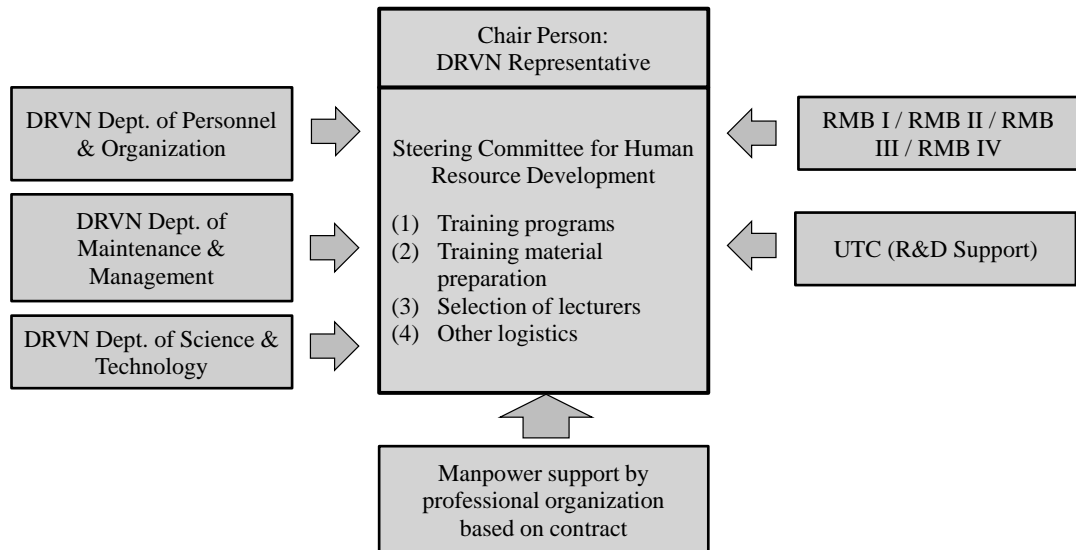 Chair Person:
DRVN Representative
DRVN Dept. of Personnel
& Organization
DRVN Dept. of
Maintenance &
Management
DRVN Dept. of Science &
Technology
Steering Committee for Human
Resource Development
(1) Training programs
(2) Training material
preparation
(3) Selection of lecturers
(4) Other logistics
RMB I / RMB II / RMB
III / RMB IV
UTC (R&D Support)
Manpower support by
professional organization
based on contract